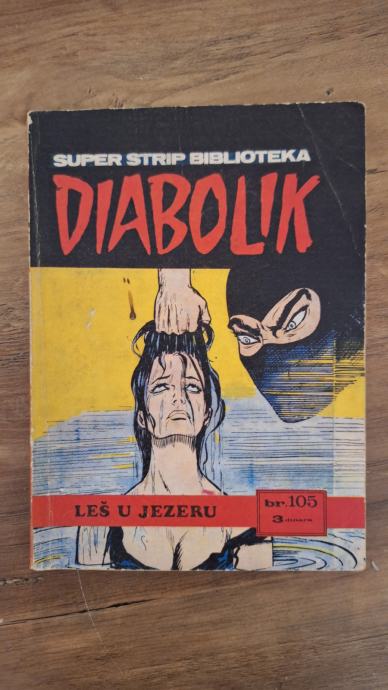 SUPER STRIP BIBLIOTEKA
DIABOLIK
LEŠ U JEZERU
br.105
3 dinara